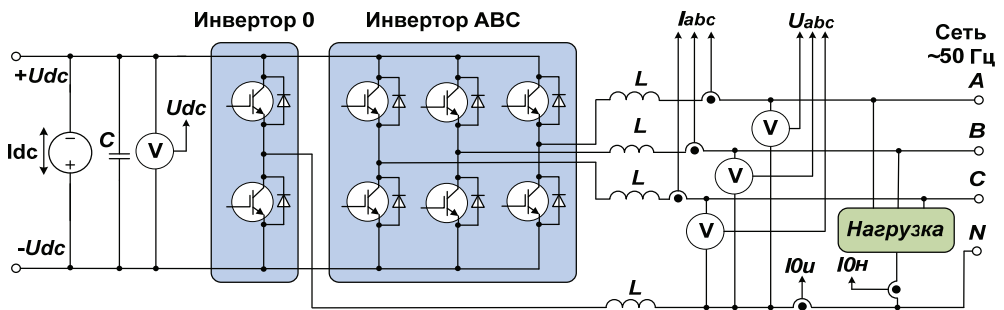 Инвертор 0
Инвертор ABC
Iabc
Uabc
Сеть
~50 Гц
+Udc
Udc
L
A
V
B
L
Idc
C
V
V
C
L
V
Нагрузка
N
-Udc
I0u
I0н
L